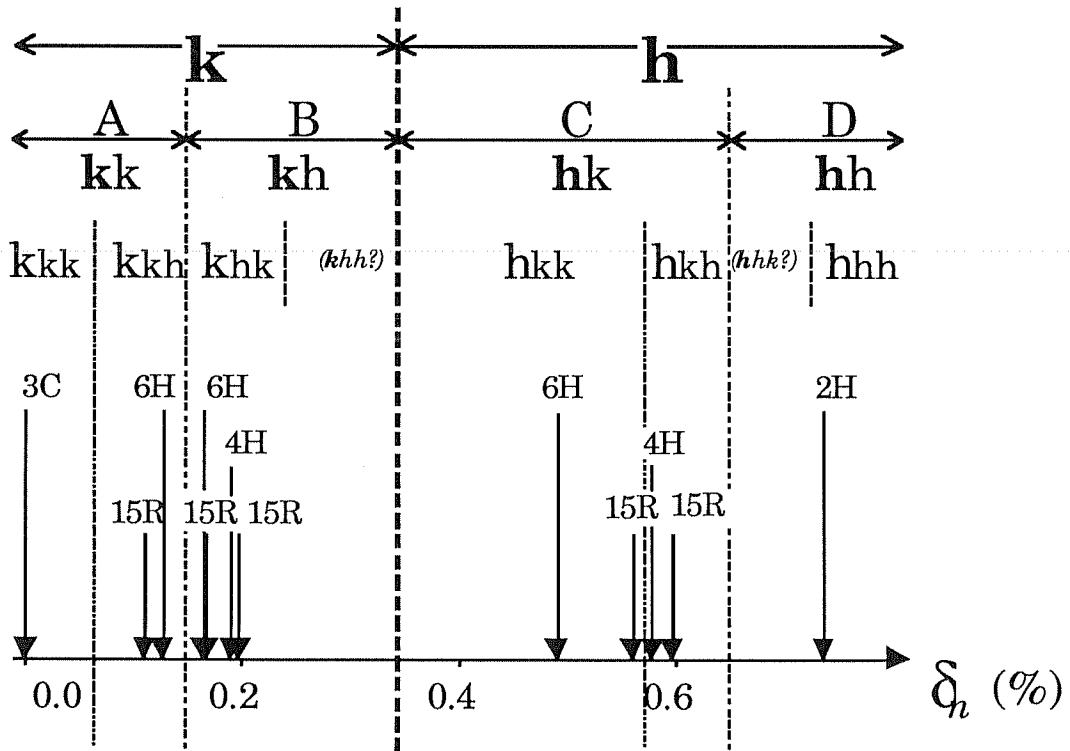 k h
A B C D
kk kh hk hh
kkk kkh khk (khh?) hkk hkh (hhk?) hhh
3C 6H 6H 6H 2H
4H 4H
15R 15R 15R 15R 15R
0.0 0.2 0.4 0.6 δn (%)